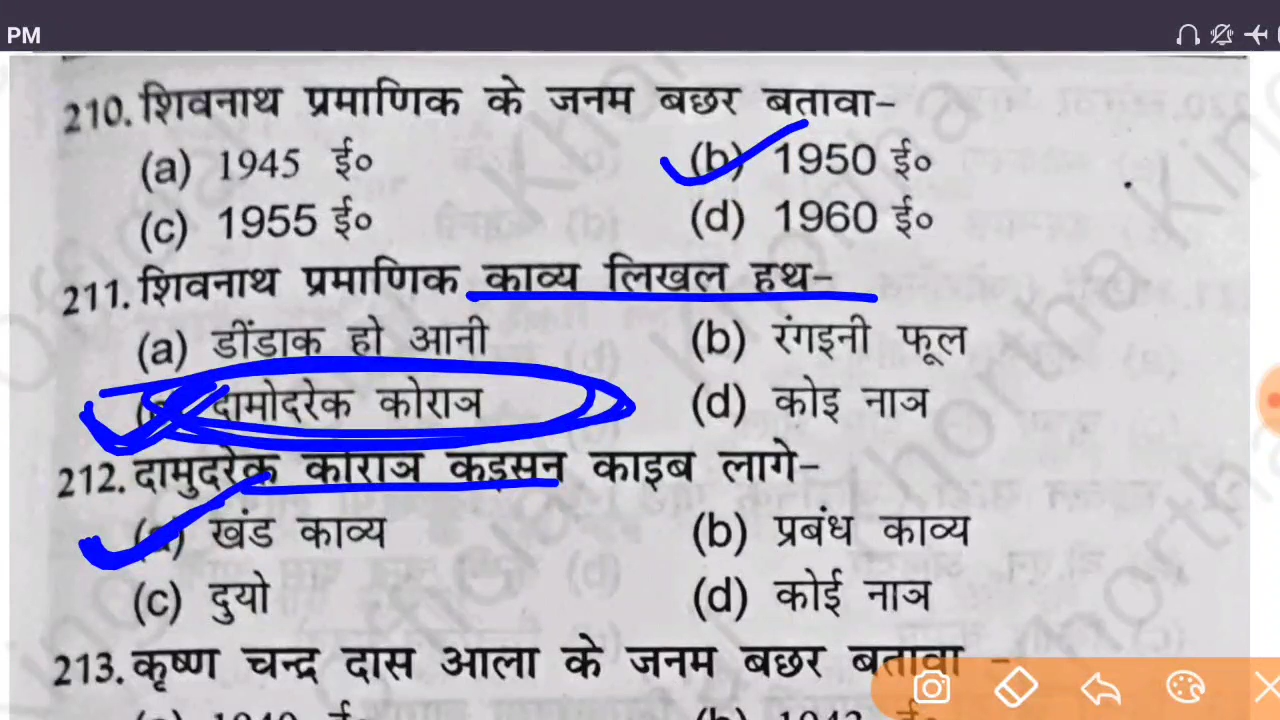 PM
210. शिवनाथ प्रमाणिक के जनम बछर बतावा-
(a) 1945 ई० (b) 1950 ई०
(c) 1955 ई० (d) 1960 ई०
211. शिवनाथ प्रमाणिक काव्य लिखल हथ-
(a) डींडाक हो आनी (b) रंगइनी फूल
दामोदरेक कोराञ (d) कोइ नाञ
212. दामुदरेक कोराञ कइसन काइब लागे-
(a) खंड काव्य (b) प्रबंध काव्य
(c) दुयो (d) कोई नाञ
213. कृष्ण चन्द्र दास आला के जनम बछर बतावा -